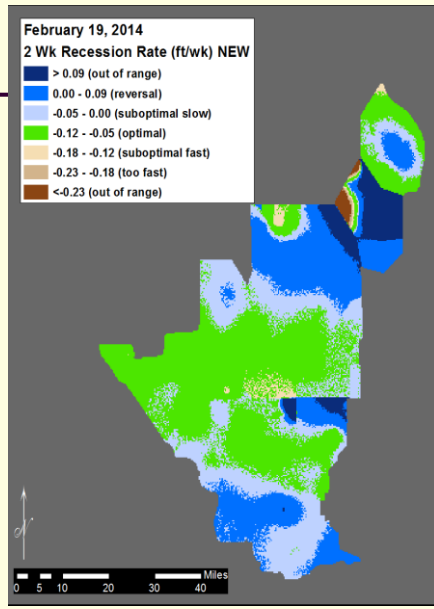 February 19, 2014
2 Wk Recession Rate (ft/wk) NEW
> 0.09 (out of range)
0.00 - 0.09 (reversal)
-0.05 - 0.00 (suboptimal slow)
-0.12 - -0.05 (optimal)
-0.18 - -0.12 (suboptimal fast)
-0.23 - -0.18 (too fast)
<-0.23 (out of range)
N
Miles
0 5 10 20 30 40